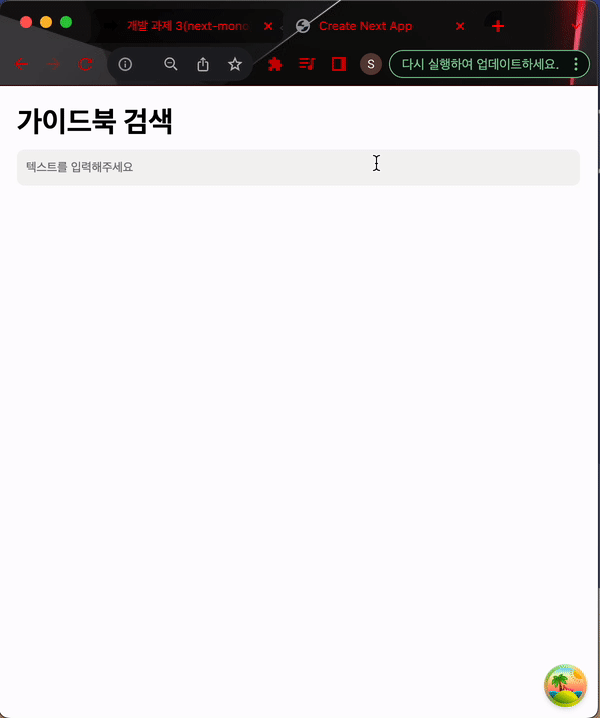 개발 과제 3(next-mono
Create Next App
S
다시 실행하여 업데이트하세요.
가이드북 검색
텍스트를 입력해주세요